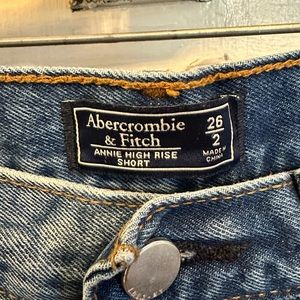 Abercrombie
& Fitch
ANNIE HIGH RISE
SHORT
26
2
MADE IN
CHINA